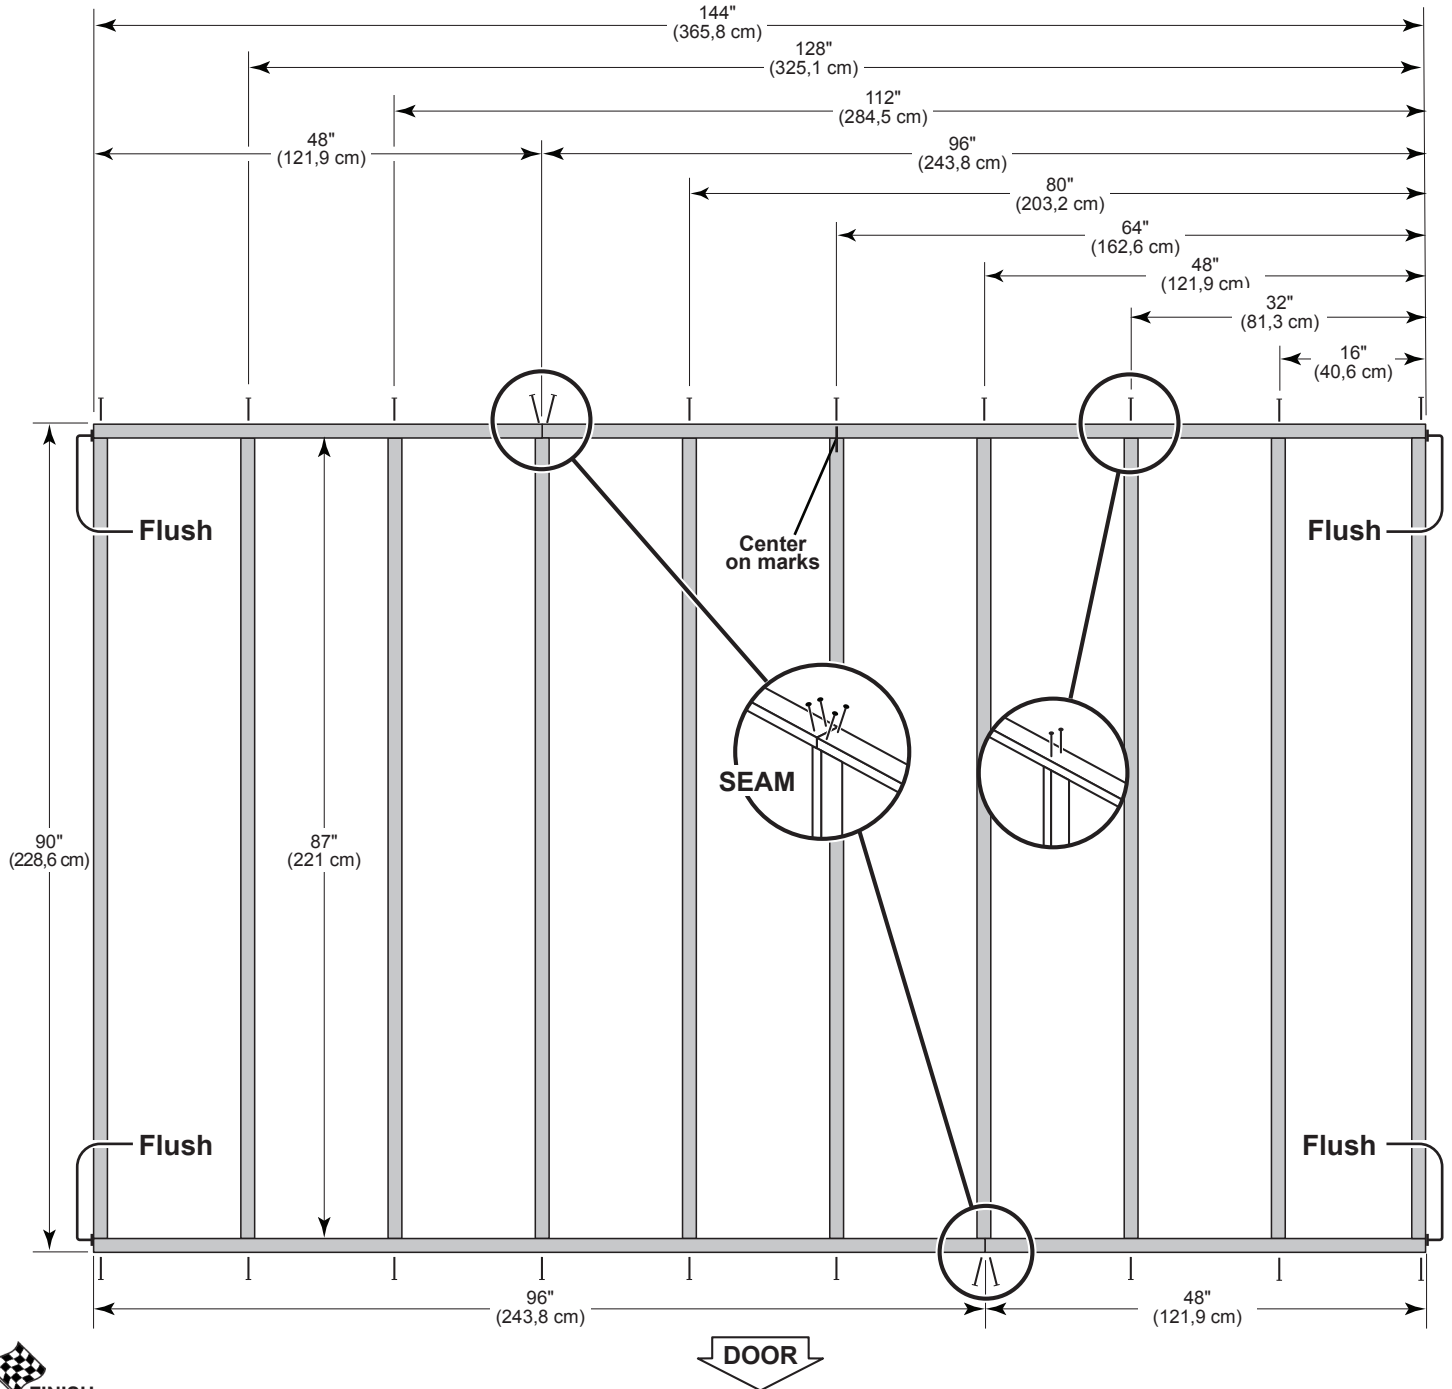 144"
(365,8 cm)
128"
(325,1 cm)
112"
(284,5 cm)
48"
(121,9 cm)
96"
(243,8 cm)
80"
(203,2 cm)
64"
(162,6 cm)
48"
(121,9 cm)
32"
(81,3 cm)
16"
(40,6 cm)
Flush
Flush
Center
on marks
SEAM
90"
(228,6 cm)
87"
(221 cm)
Flush
Flush
96"
(243,8 cm)
48"
(121,9 cm)
DOOR
FINISH